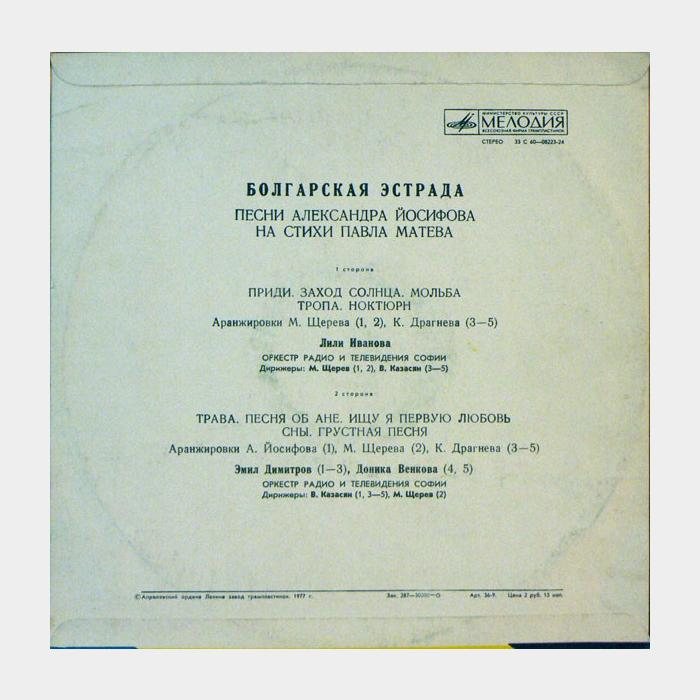 МИНИСТЕРСТВО КУЛЬТУРЫ СССР
МЕЛОДИЯ
ВСЕСОЮЗНАЯ ФИРМА ГРАМПЛАСТИНОК
СТЕРЕО 33 С 60—08223-24
БОЛГАРСКАЯ ЭСТРАДА
ПЕСНИ АЛЕКСАНДРА ЙОСИФОВА
НА СТИХИ ПАВЛА МАТЕВА
1 сторона
ПРИДИ. ЗАХОД СОЛНЦА. МОЛЬБА
ТРОПА. НОКТЮРН
Аранжировки М. Щерева (1, 2), К. Драгнева (3—5)
Лили Иванова
ОРКЕСТР РАДИО И ТЕЛЕВИДЕНИЯ СОФИИ
Дирижеры: М. Щерев (1, 2), В. Казасян (3—5)
2 сторона
ТРАВА. ПЕСНЯ ОБ АНЕ. ИЩУ Я ПЕРВУЮ ЛЮБОВЬ
СНЫ. ГРУСТНАЯ ПЕСНЯ
Аранжировки А. Йосифова (1), М. Щерева (2), К. Драгнева (3—5)
Эмил Димитров (1—3), Доника Венкова (4, 5)
ОРКЕСТР РАДИО И ТЕЛЕВИДЕНИЯ СОФИИ
Дирижеры: В. Казасян (1, 3—5), М. Щерев (2)
© Апрелевский ордена Ленина завод грампластинок. 1977 г. Зак. 287—30200—О Арт. 36-9. Цена 2 руб. 15 коп.